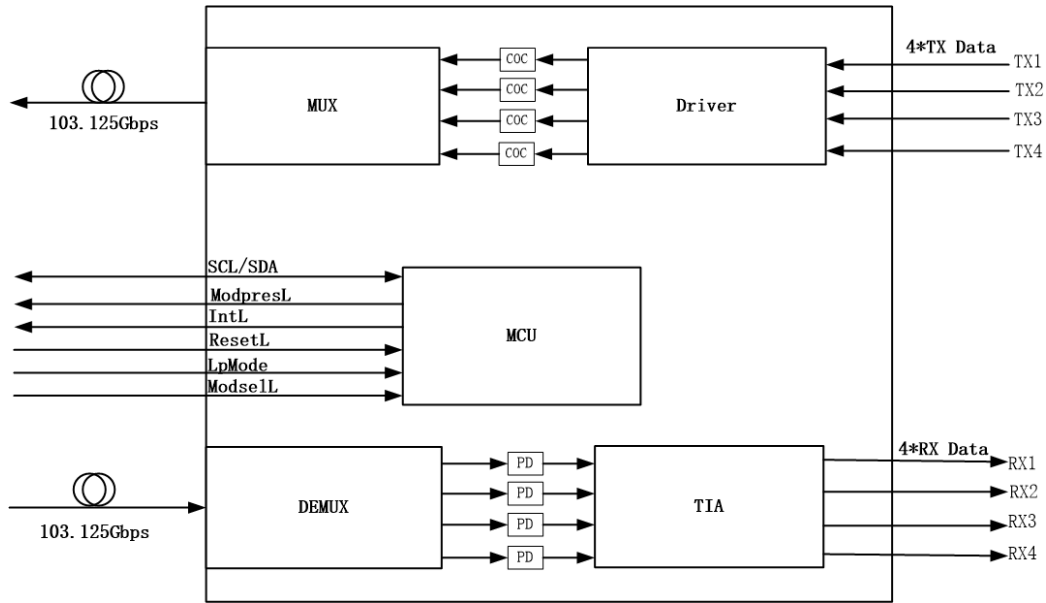 4*TX Data
TX1
TX2
TX3
TX4
COC
COC
COC
COC
MUX
Driver
103.125Gbps
SCL/SDA
ModpresL
IntL
ResetL
LpMode
ModselL
MCU
4*RX Data
RX1
RX2
RX3
RX4
PD
PD
PD
PD
DEMUX
TIA
103.125Gbps